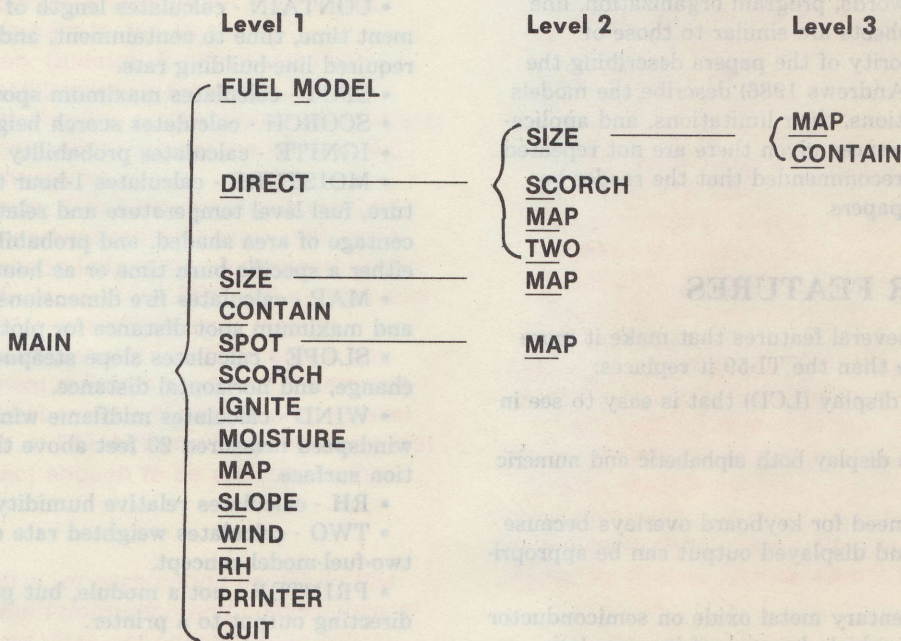 Level 1 Level 2 Level 3
FUEL MODEL
SIZE MAP
CONTAIN
DIRECT SCORCH
MAP
TWO
SIZE MAP
CONTAIN
MAIN SPOT MAP
SCORCH
IGNITE
MOISTURE
MAP
SLOPE
WIND
RH
PRINTER
QUIT